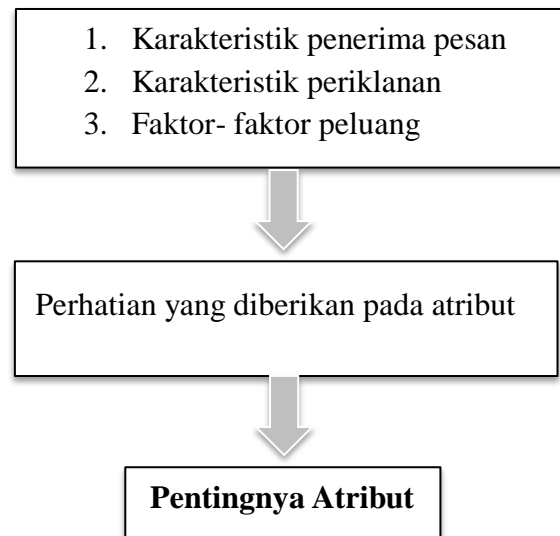 1. Karakteristik penerima pesan
2. Karakteristik periklanan
3. Faktor- faktor peluang
Perhatian yang diberikan pada atribut
Pentingnya Atribut